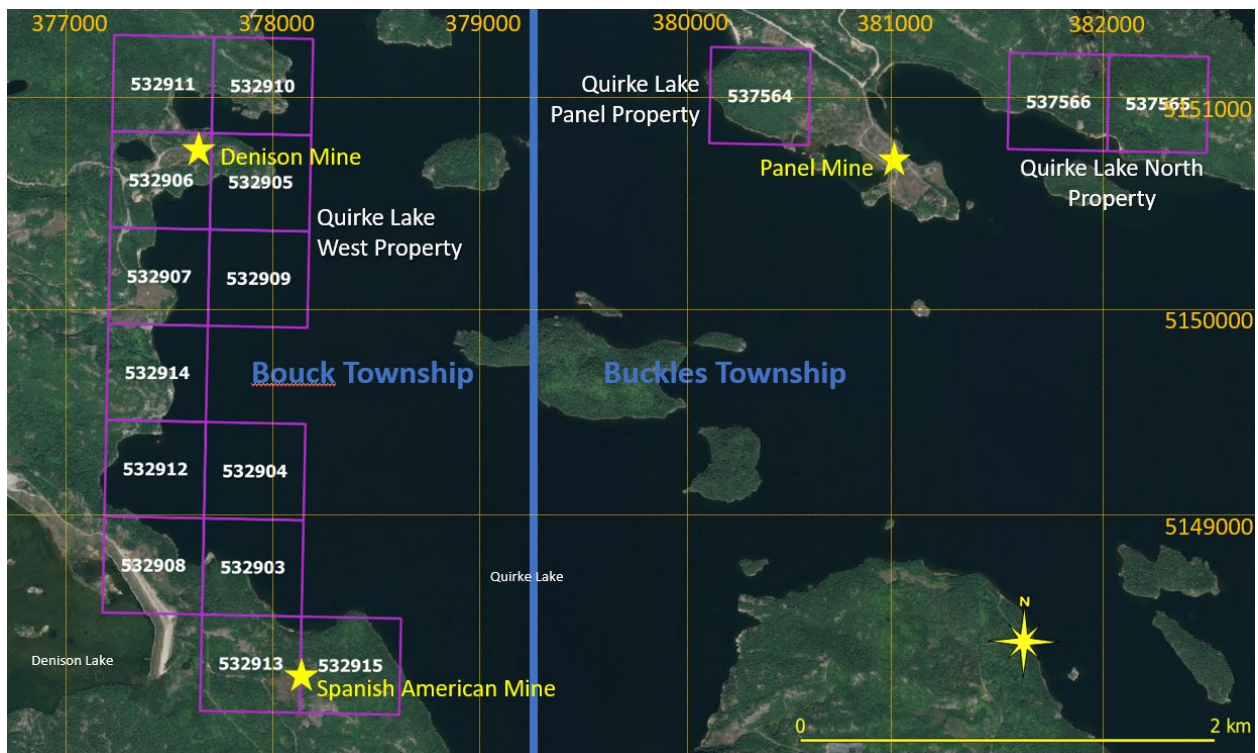 377000
378000
379000
380000
381000
382000
532911
532910
Quirke Lake
Panel Property
537564
537566
537565
5151000
Denison Mine
532906
532905
Panel Mine
Quirke Lake North
Property
Quirke Lake
West Property
532907
532909
5150000
532914
Bouck Township
Buckles Township
532912
532904
5149000
532908
532903
Quirke Lake
N
Denison Lake
532913
532915
Spanish American Mine
0
2 km